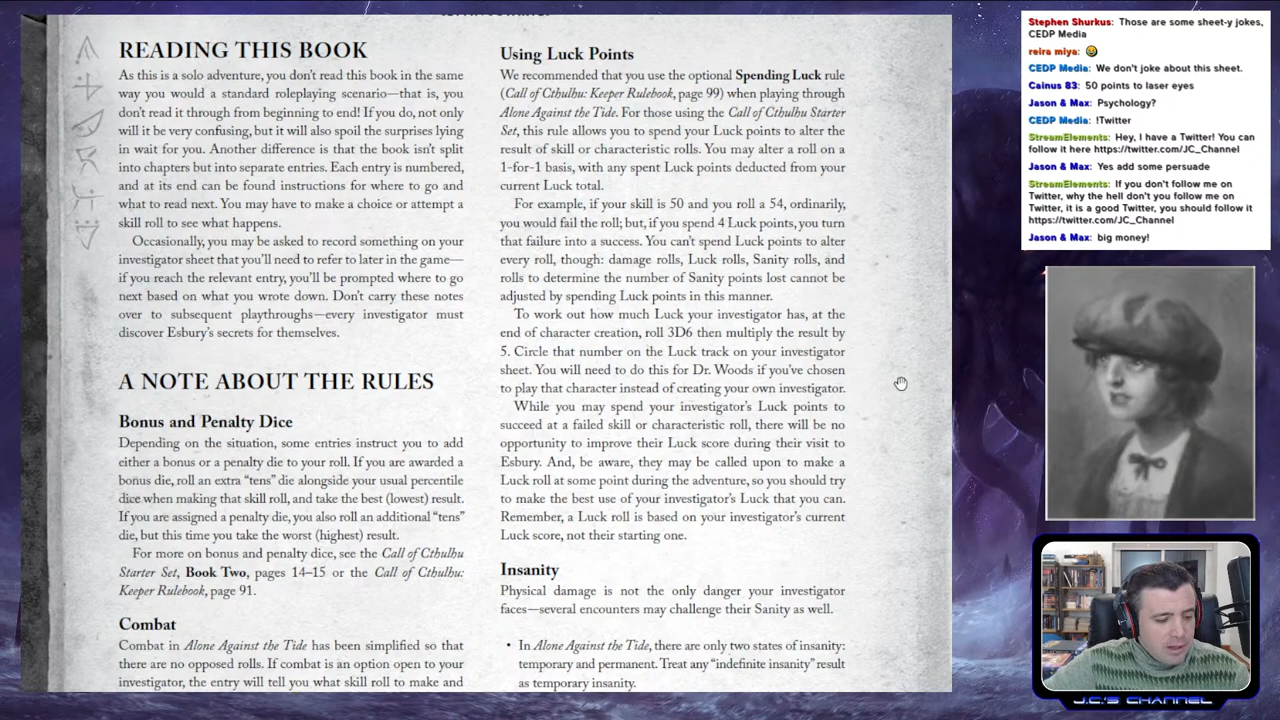 READING THIS BOOK
As this is a solo adventure, you don't read this book in the same
way you would a standard roleplaying scenario—that is, you
don't read it through from beginning to end. If you do, not only
will it be very confusing, but it will also spoil the surprises lying
in wait for you. Another difference is that the text isn't split
into chapters but into separate entries. Each entry is numbered,
and at its end can be found instructions for where to go and
what to read next. You may have to make a choice or attempt a
skill roll to see what happens.
Occasionally, you may be asked to record something on your
investigator sheet that you'll need to refer to later in the game—
if you reach the relevant entry, you'll be prompted where to go
next based on what you wrote down. Don't carry these notes
over to subsequent playthroughs—every investigator must
discover Esbury's secrets for themselves.
A NOTE ABOUT THE RULES
Bonus and Penalty Dice
Depending on the situation, some entries instruct you to add
either a bonus or a penalty die to your roll. If you are awarded a
bonus die, roll an extra "tens" die alongside your usual percentile
dice when making that skill roll, and take the best (lowest) result.
If you are assigned a penalty die, you also roll an additional "tens"
die, but this time you take the worst (highest) result.
For more on bonus and penalty dice, see the Call of Cthulhu
Starter Set, Book Two, pages 14–15 or the Call of Cthulhu:
Keeper Rulebook, page 91.
Combat
Combat in Alone Against the Tide has been simplified so that
there are no opposed rolls. If combat is an option open to your
investigator, the entry will tell you what skill roll to make and
Using Luck Points
We recommended that you use the optional Spending Luck rule
(Call of Cthulhu: Keeper Rulebook, page 99) when playing through
Alone Against the Tide. For those using the Call of Cthulhu Starter
Set, this rule allows you to spend your Luck points to alter the
result of skill or characteristic rolls. You may alter a roll on a
1-for-1 basis, with any spent Luck points deducted from your
current Luck total.
For example, if your skill is 50 and you roll a 54, ordinarily,
you would fail the roll; but, if you spend 4 Luck points, you turn
that failure into a success. You can't spend Luck points to alter
every roll, though: damage rolls, Luck rolls, Sanity rolls, and
rolls to determine the number of Sanity points lost cannot be
adjusted by spending Luck points in this manner.
To work out how much Luck your investigator has, at the
end of character creation, roll 3D6 then multiply the result by
5. Circle that number on the Luck track on your investigator
sheet. You will need to do this for Dr. Woods if you've chosen
to play that character instead of creating your own investigator.
While you may spend your investigator's Luck points to
succeed at a failed skill or characteristic roll, there will be no
opportunity to improve their Luck score during their visit to
Esbury. And, be aware, they may be called upon to make a
Luck roll at some point during the adventure, so you should try
to make the best use of your investigator's Luck that you can.
Remember, a Luck roll is based on your investigator's current
Luck score, not their starting one.
Insanity
Physical damage is not the only danger your investigator
faces—several encounters may challenge their Sanity as well.
• In Alone Against the Tide, there are only two states of insanity:
temporary and permanent. Treat any "indefinite insanity" result
as temporary insanity.
Stephen Shurkus: Those are some sheet-y jokes,
CEDP Media
reira miya:
CEDP Media: We don't joke about this sheet.
Cainus 83: 50 points to laser eyes
Jason & Max: Psychology?
CEDP Media: !Twitter
StreamElements: Hey, I have a Twitter! You can
follow it here https://twitter.com/JC_Channel
Jason & Max: Yes add some persuade
StreamElements: If you don't follow me on
Twitter, why the hell don't you follow me on
Twitter, it is a good Twitter, you should follow it
https://twitter.com/JC_Channel
Jason & Max: big money!
J.C.'S CHANNEL